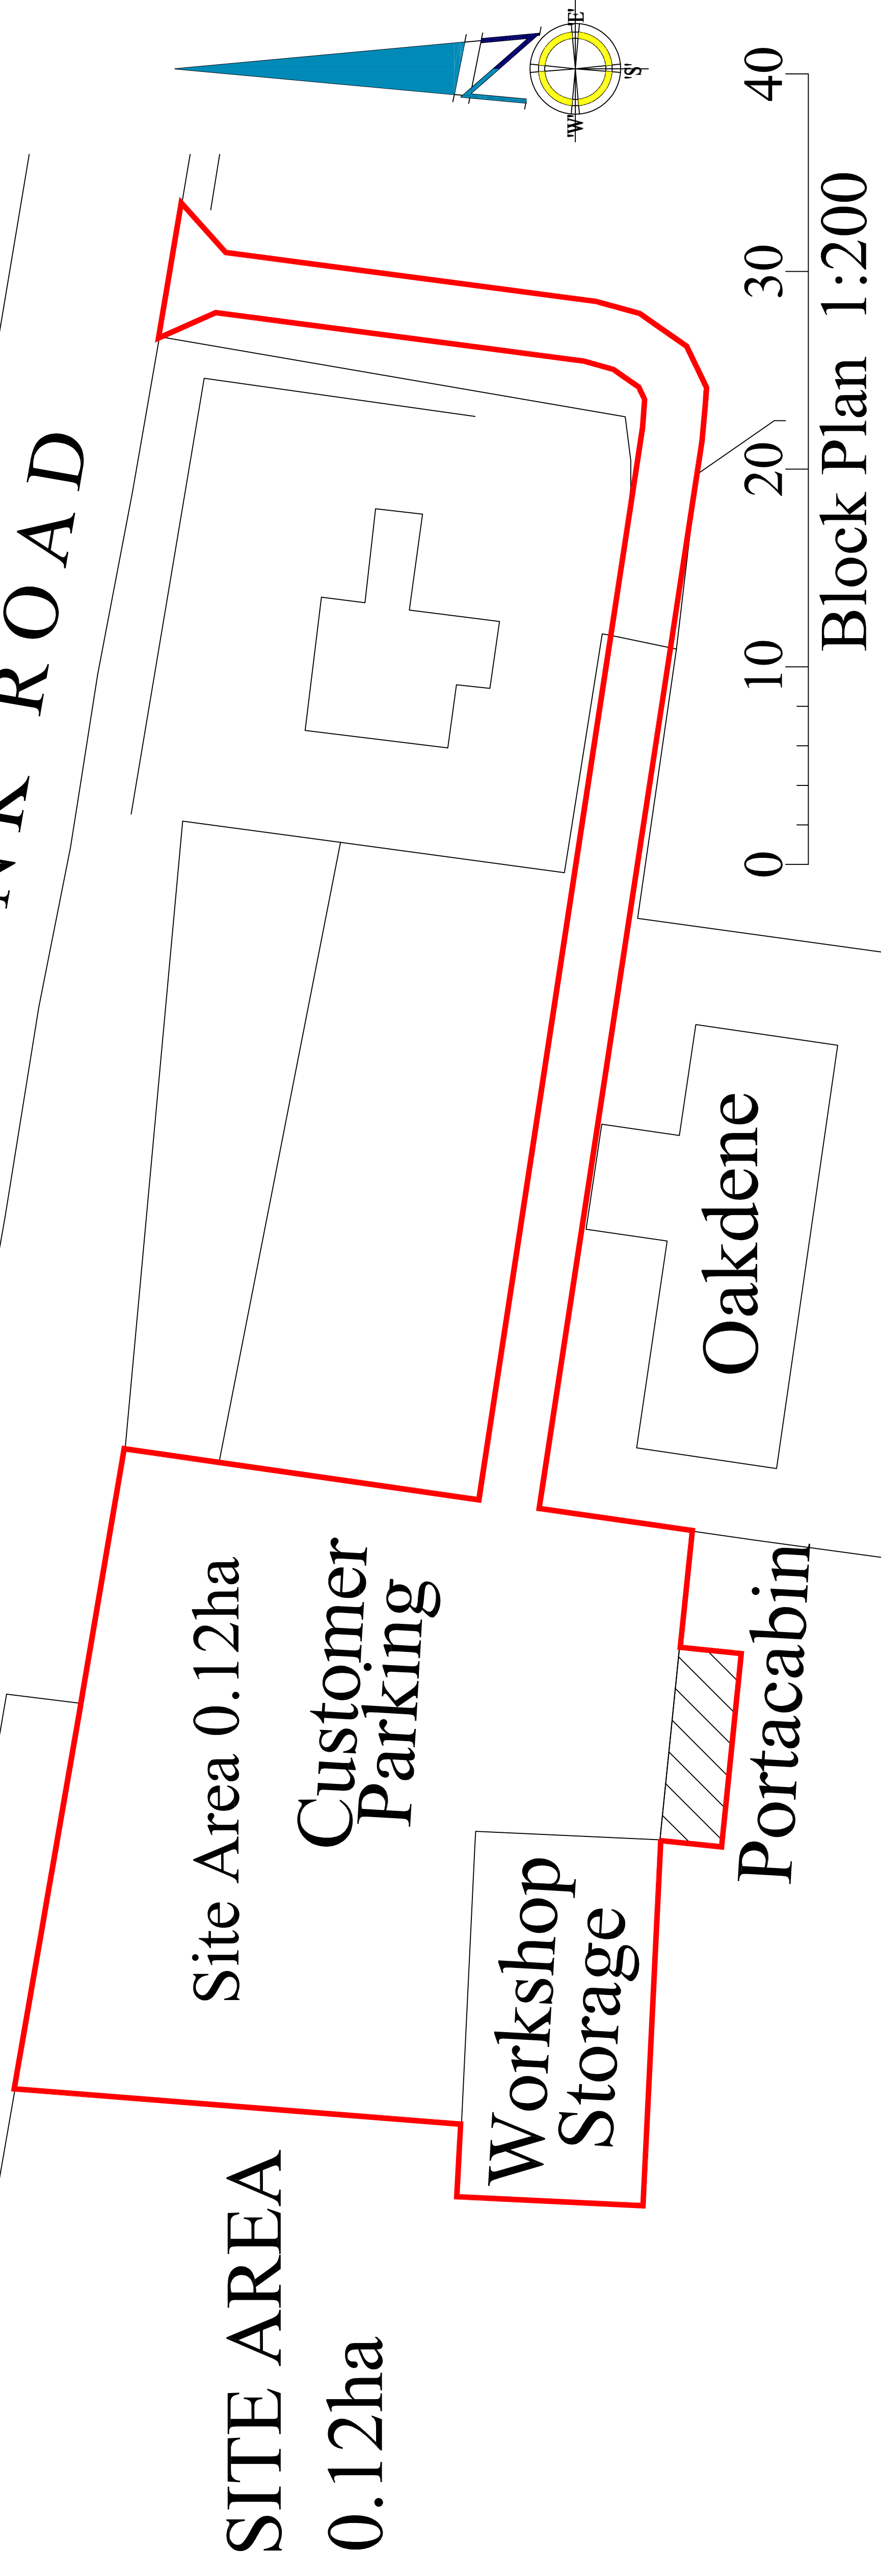 ROAD
Site Area 0.12ha
Customer
Parking
Workshop
Storage
Portacabin
Oakdene
SITE AREA
0.12ha
'E'
'S'
'W'
0 10 20 30 40
Block Plan 1:200